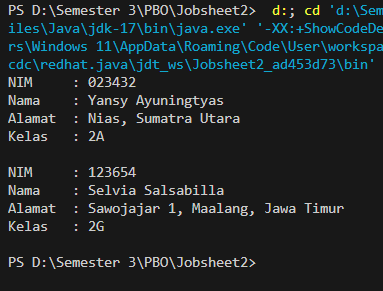 PS D:\Semester 3\PBO\Jobsheet2>  d:; cd 'd:\Sem
iles\Java\jdk-17\bin\java.exe' '-XX:+ShowCodeDe
rs\Windows 11\AppData\Roaming\Code\User\workspa
cdc\redhat.java\jdt_ws\Jobsheet2_ad453d73\bin'
NIM     : 023432
Nama    : Yansy Ayuningtyas
Alamat  : Nias, Sumatra Utara
Kelas   : 2A
NIM     : 123654
Nama    : Selvia Salsabilla
Alamat  : Sawojajar 1, Maalang, Jawa Timur
Kelas   : 2G
PS D:\Semester 3\PBO\Jobsheet2>